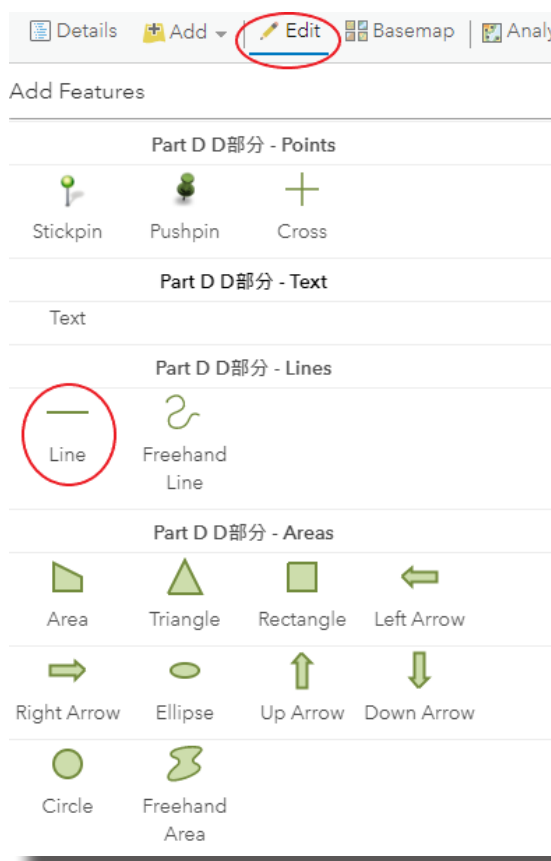 Details Add Edit Basemap
Add Features
Part D D部分 - Points
Stickpin Pushpin Cross
Part D D部分 - Text
Text
Part D D部分 - Lines
Line Freehand Line
Part D D部分 - Areas
Area Triangle Rectangle Left Arrow
Right Arrow Ellipse Up Arrow Down Arrow
Circle Freehand Area